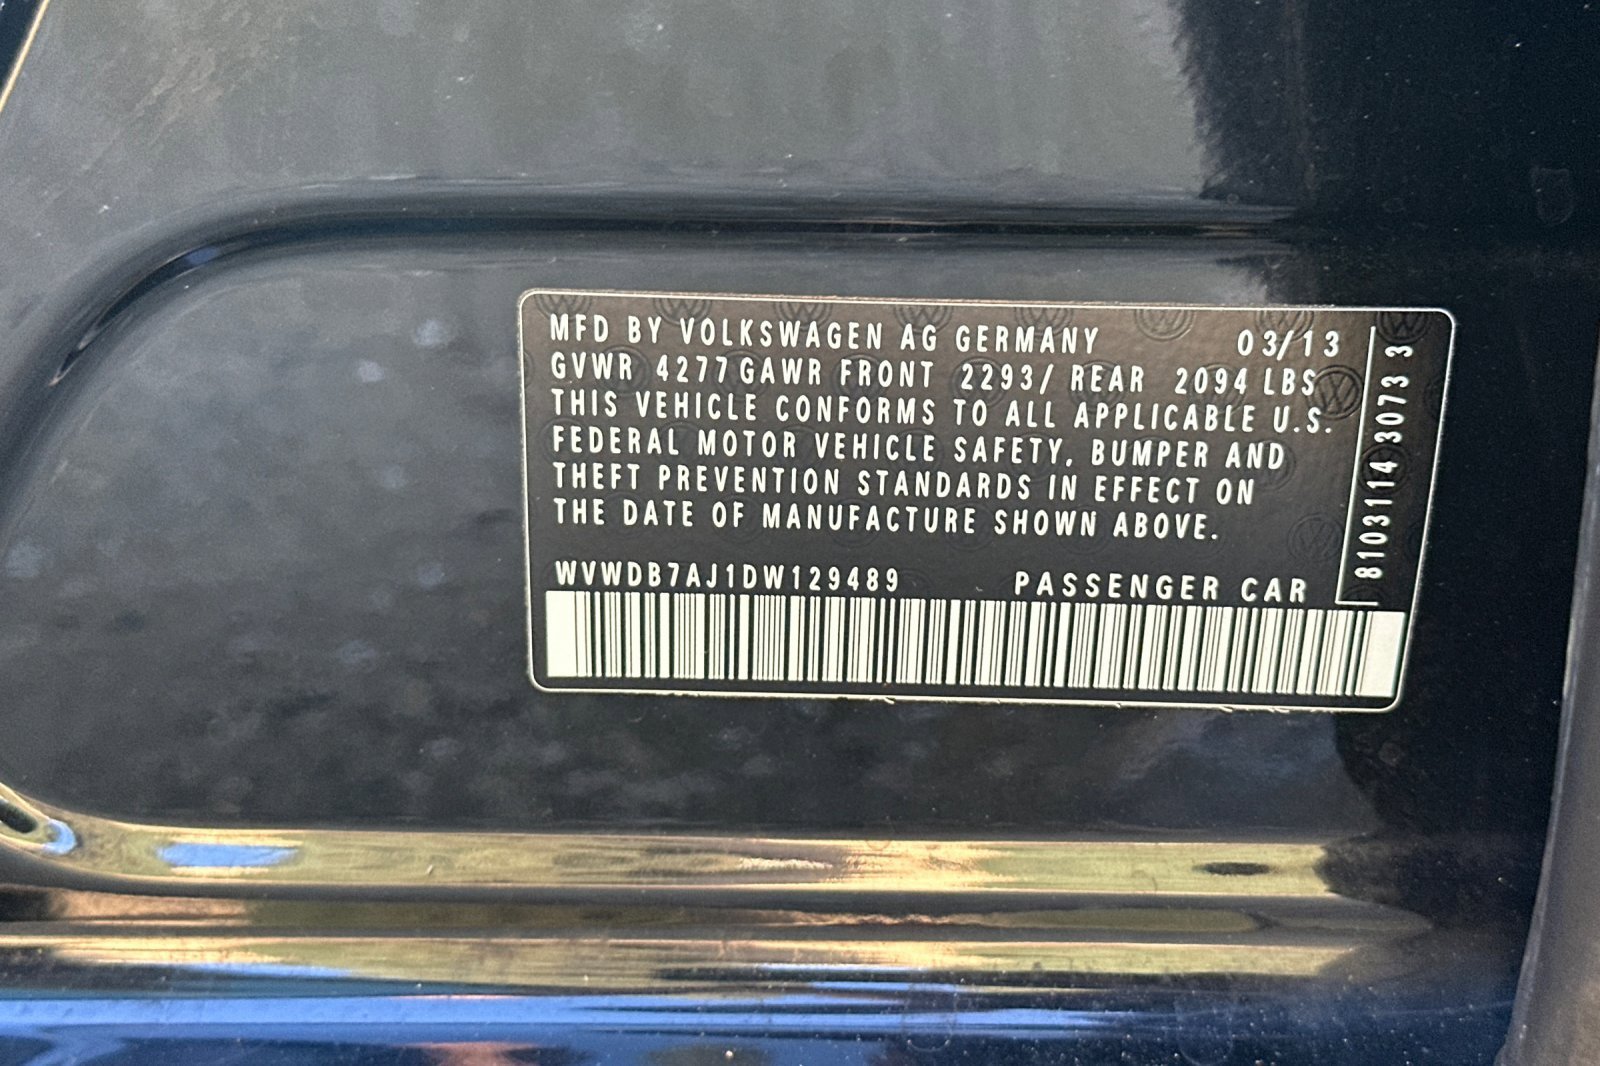 MFD BY VOLKSWAGEN AG GERMANY 03/13
GVWR 4277 GAWR FRONT 2293/ REAR 2094 LBS
THIS VEHICLE CONFORMS TO ALL APPLICABLE U.S.
FEDERAL MOTOR VEHICLE SAFETY, BUMPER AND
THEFT PREVENTION STANDARDS IN EFFECT ON
THE DATE OF MANUFACTURE SHOWN ABOVE.
WVWDB7AJ1DW129489 PASSENGER CAR
81031114 3073 3